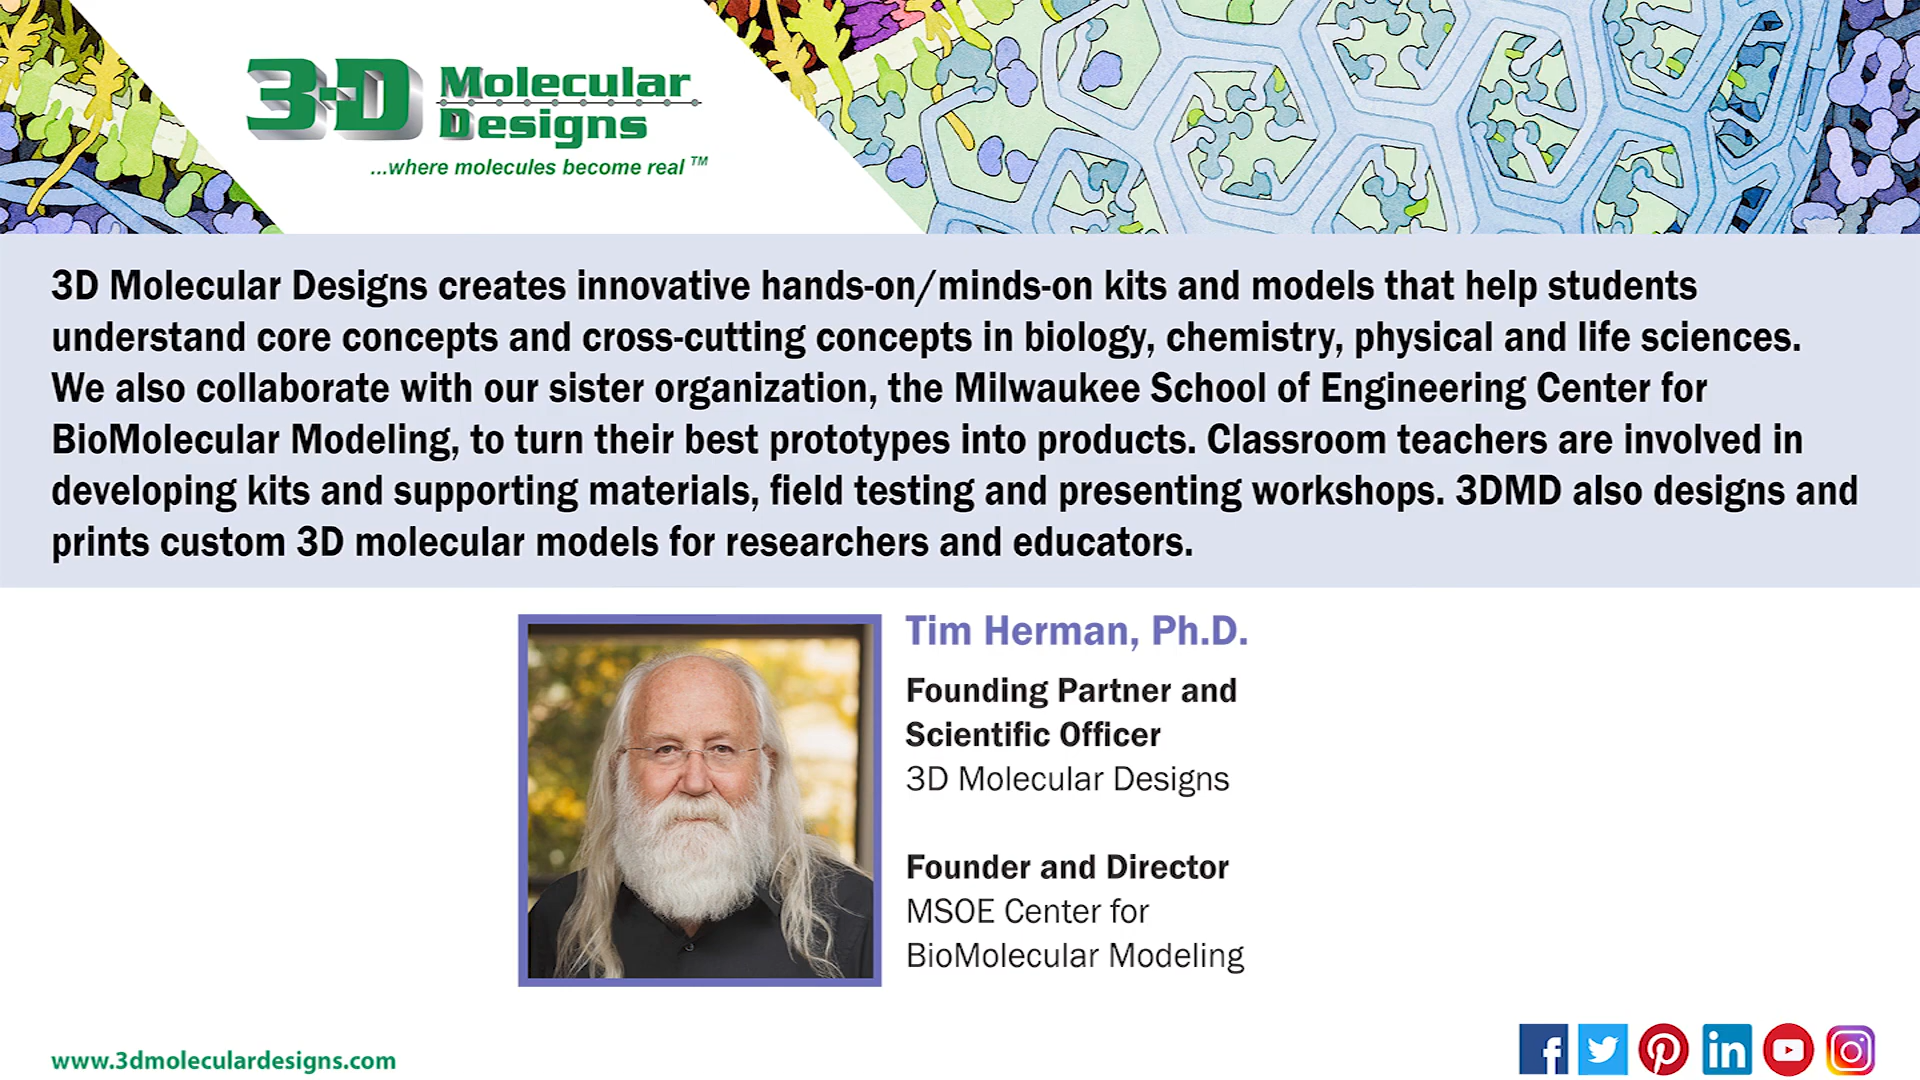 3-D Molecular
Designs
...where molecules become real ™
3D Molecular Designs creates innovative hands-on/minds-on kits and models that help students
understand core concepts and cross-cutting concepts in biology, chemistry, physical and life sciences.
We also collaborate with our sister organization, the Milwaukee School of Engineering Center for
BioMolecular Modeling, to turn their best prototypes into products. Classroom teachers are involved in
developing kits and supporting materials, field testing and presenting workshops. 3DMD also designs and
prints custom 3D molecular models for researchers and educators.
Tim Herman, Ph.D.
Founding Partner and
Scientific Officer
3D Molecular Designs
Founder and Director
MSOE Center for
BioMolecular Modeling
www.3dmoleculardesigns.com